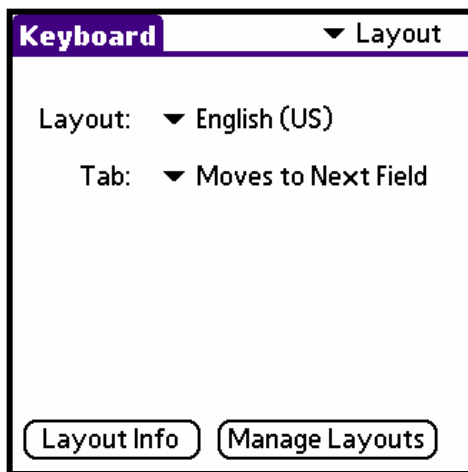 Keyboard Layout
Layout: English (US)
Tab: Moves to Next Field
Layout Info Manage Layouts